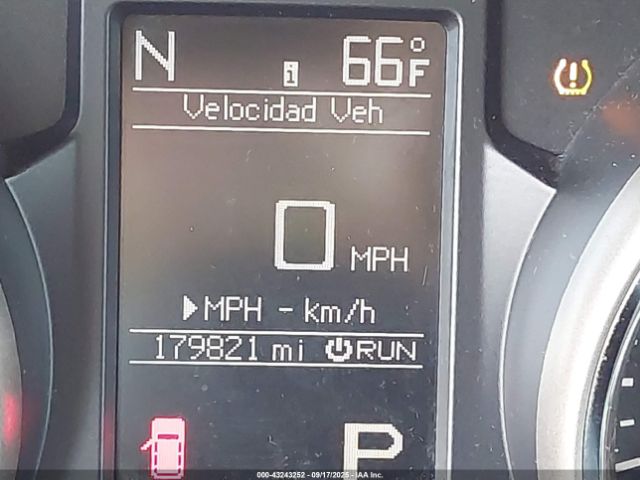 N i 66°F
Velocidad Veh
0 MPH
▶MPH - km/h
179821 mi RUN
P
000-43243252 - 09/17/2025 - IAA Inc.